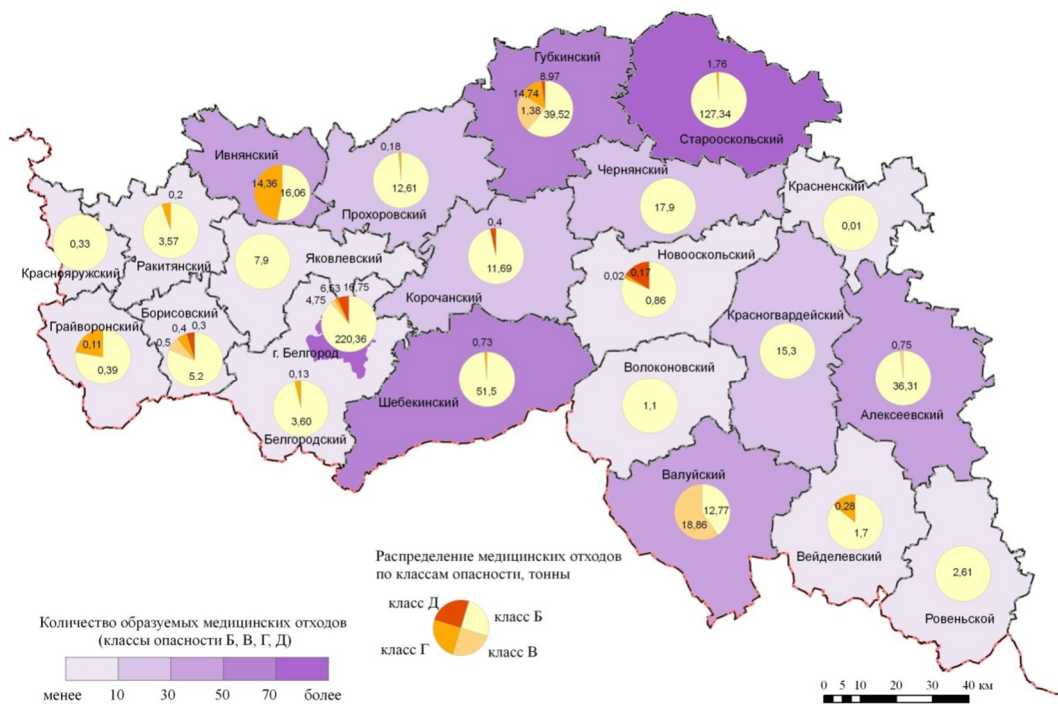 Губкинский
8,97
14,74
1,38
39,52
1,76
127,34
Старооскольский
Ивнянский
14,36
16,06
0,18
12,61
Прохоровский
Чернянский
17,9
Красненский
0,01
0,33
Краснояружский
0,2
3,57
Ракитянский
7,9
Яковлевский
0,4
11,69
Корочанский
Новооскольский
0,02
0,17
0,86
Грайворонский
0,11
0,39
Борисовский
0,4
0,3
0,5
5,2
6,63
16,75
4,75
220,36
г. Белгород
0,13
3,60
Белгородский
0,73
51,5
Шебекинский
Красногвардейский
15,3
Волоконовский
1,1
0,75
36,31
Алексеевский
Валуйский
12,77
18,86
0,28
1,7
Вейделевский
2,61
Ровеньской
Распределение медицинских отходов
по классам опасности, тонны
класс Д
класс Б
класс Г
класс В
Количество образуемых медицинских отходов
(классы опасности Б, В, Г, Д)
менее 10 30 50 70 более
0 5 10 20 30 40 км